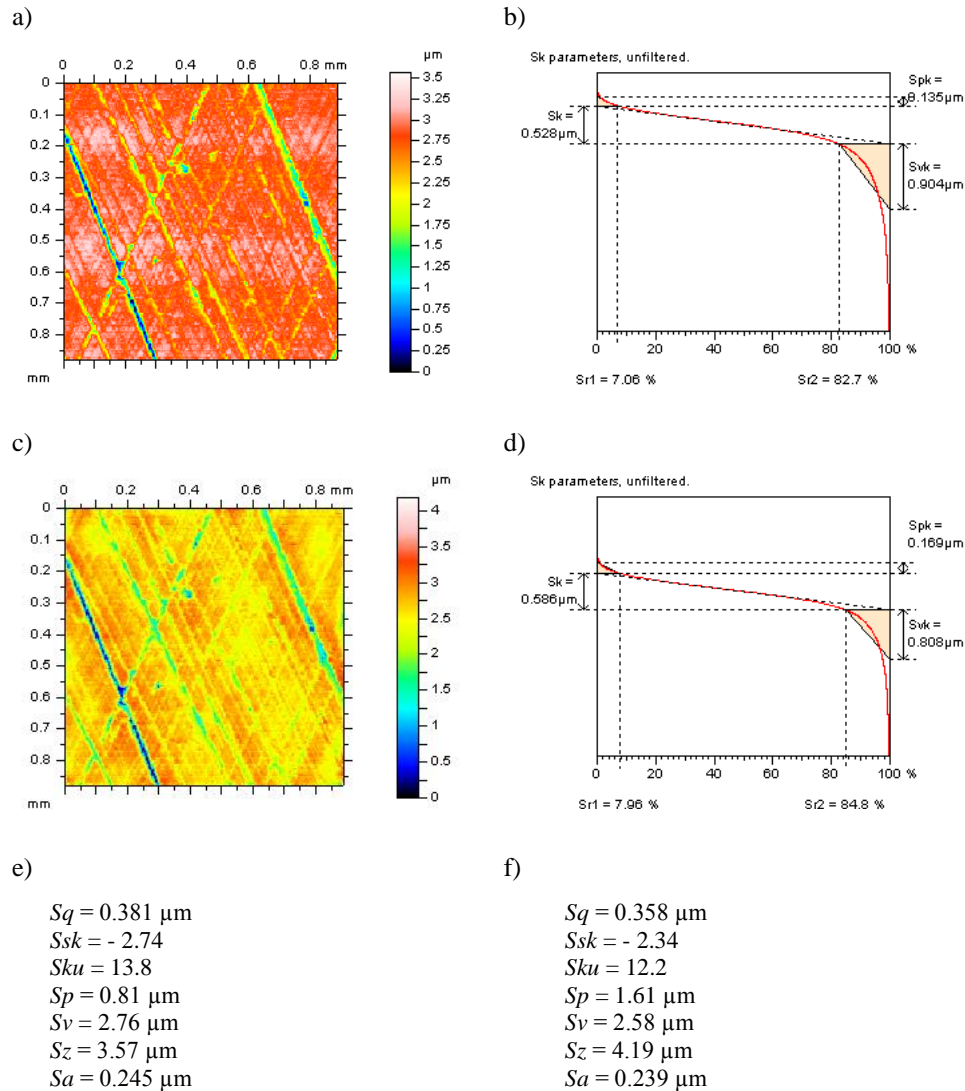 a)
0 0.2 0.4 0.6 0.8 mm
0
0.1
0.2
0.3
0.4
0.5
0.6
0.7
0.8
mm
µm
3.5
3.25
3
2.75
2.5
2.25
2
1.75
1.5
1.25
1
0.75
0.5
0.25
0
b)
Sk parameters, unfiltered.
Sk =
0.528µm
Spk =
0.135µm
Svk =
0.904µm
0 20 40 60 80 100 %
Sr1 = 7.06 % Sr2 = 82.7 %
c)
0 0.2 0.4 0.6 0.8 mm
0
0.1
0.2
0.3
0.4
0.5
0.6
0.7
0.8
mm
µm
4
3.5
3
2.5
2
1.5
1
0.5
0
d)
Sk parameters, unfiltered.
Sk =
0.586µm
Spk =
0.169µm
Svk =
0.808µm
0 20 40 60 80 100 %
Sr1 = 7.96 % Sr2 = 84.8 %
e)
Sq = 0.381 µm
Ssk = - 2.74
Sku = 13.8
Sp = 0.81 µm
Sv = 2.76 µm
Sz = 3.57 µm
Sa = 0.245 µm
f)
Sq = 0.358 µm
Ssk = - 2.34
Sku = 12.2
Sp = 1.61 µm
Sv = 2.58 µm
Sz = 4.19 µm
Sa = 0.239 µm